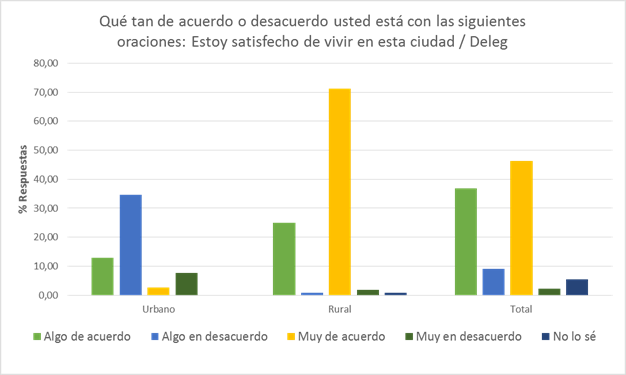 Qué tan de acuerdo o desacuerdo usted está con las siguientes
oraciones: Estoy satisfecho de vivir en esta ciudad / Deleg
80,00
70,00
60,00
50,00
40,00
30,00
20,00
10,00
0,00
% Respuestas
Urbano Rural Total
Algo de acuerdo Algo en desacuerdo Muy de acuerdo Muy en desacuerdo No lo sé